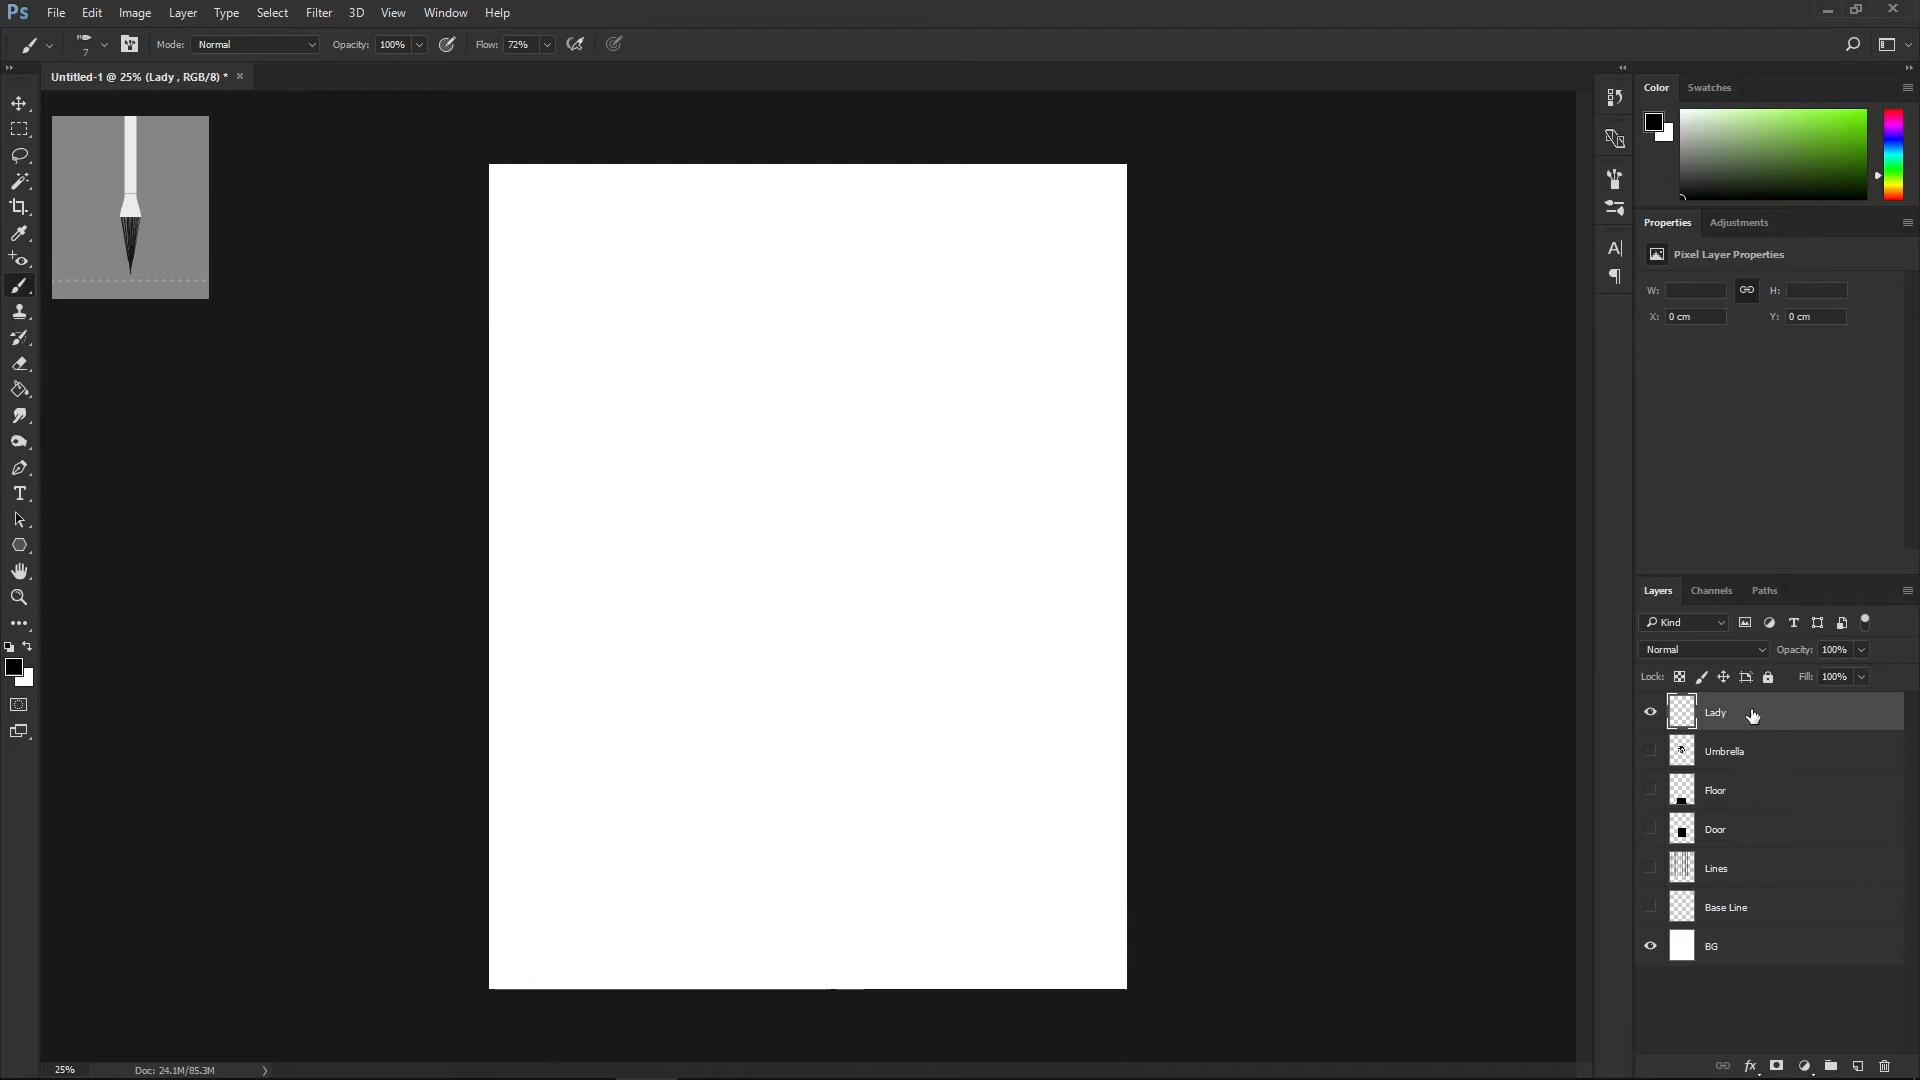 Ps File Edit Image Layer Type Select Filter 3D View Window Help
7 Mode: Normal Opacity: 100% Flow: 72%
Untitled-1 @ 25% (Lady , RGB/8) * ×
Color Swatches
Properties Adjustments
Pixel Layer Properties
W: H:
X: 0 cm Y: 0 cm
Layers Channels Paths
Kind
Normal Opacity: 100%
Lock: Fill: 100%
Lady
Umbrella
Floor
Door
Lines
Base Line
BG
fx
25% Doc: 24.1M/85.3M